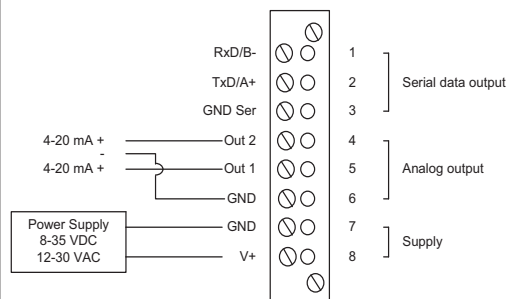 RxD/B- 1
TxD/A+ 2 Serial data output
GND Ser 3
4-20 mA + Out 2 4
-
4-20 mA + Out 1 5 Analog output
GND 6
Power Supply GND 7
8-35 VDC Supply
12-30 VAC V+ 8